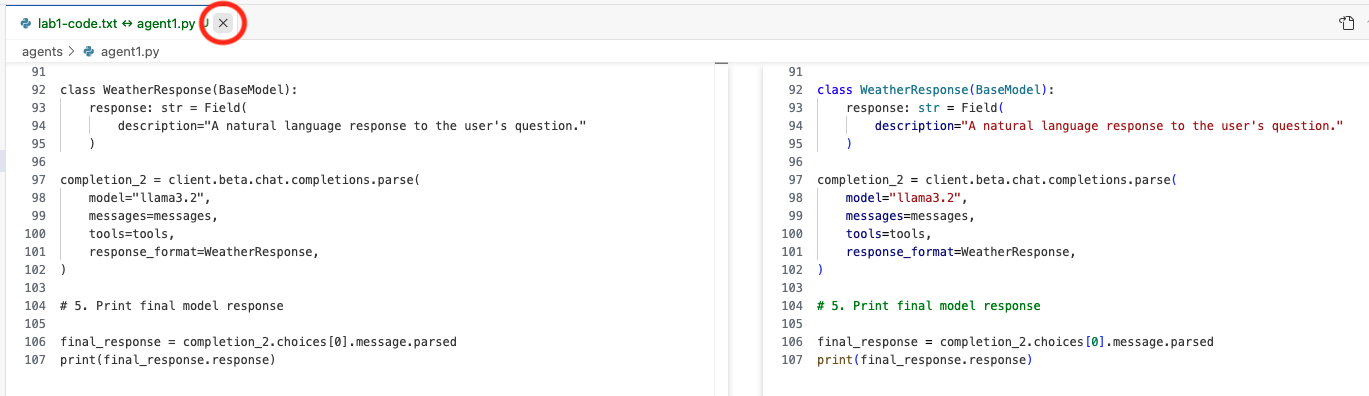 lab1-code.txt ↔ agent1.py U
agents > agent1.py
91
92 class WeatherResponse(BaseModel):
93     response: str = Field(
94         description="A natural language response to the user's question."
95     )
96
97 completion_2 = client.beta.chat.completions.parse(
98     model="llama3.2",
99     messages=messages,
100     tools=tools,
101     response_format=WeatherResponse,
102 )
103
104 # 5. Print final model response
105
106 final_response = completion_2.choices[0].message.parsed
107 print(final_response.response)
91
92 class WeatherResponse(BaseModel):
93     response: str = Field(
94         description="A natural language response to the user's question."
95     )
96
97 completion_2 = client.beta.chat.completions.parse(
98     model="llama3.2",
99     messages=messages,
100     tools=tools,
101     response_format=WeatherResponse,
102 )
103
104 # 5. Print final model response
105
106 final_response = completion_2.choices[0].message.parsed
107 print(final_response.response)